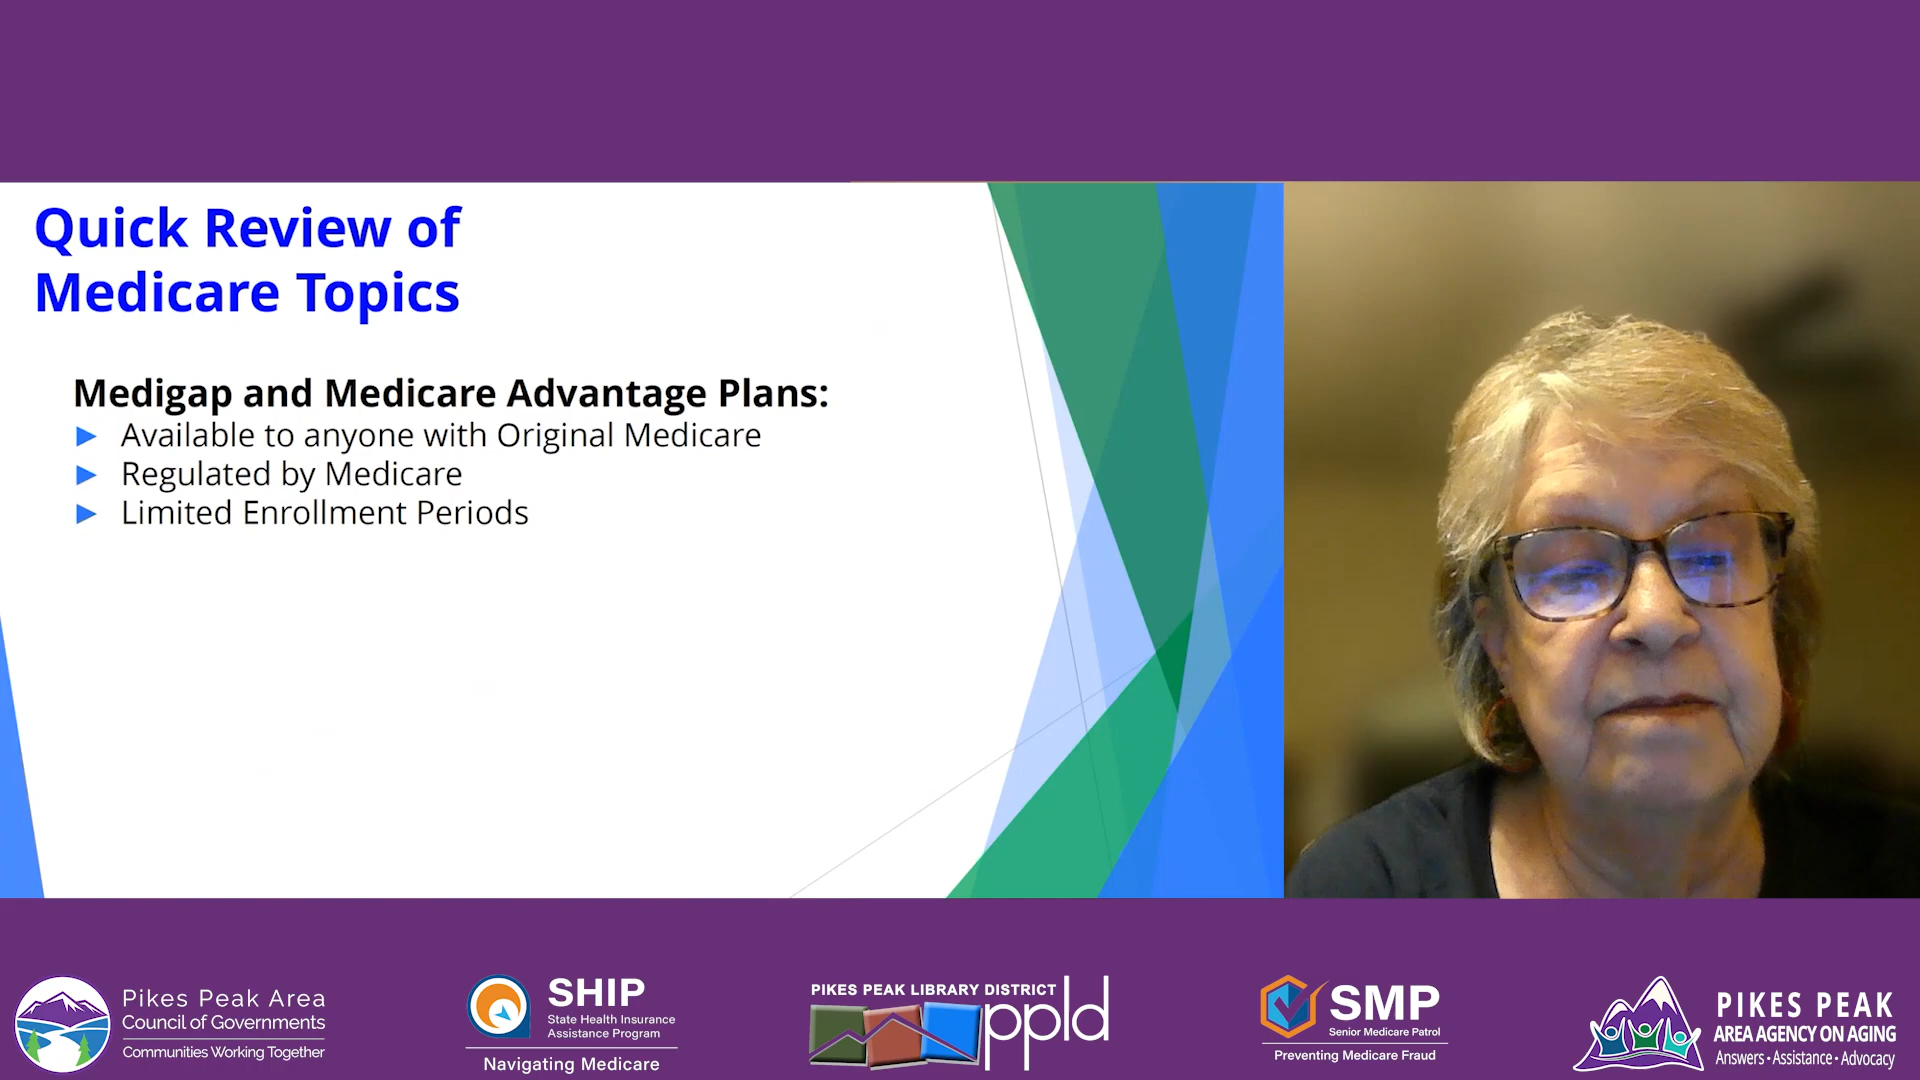 Quick Review of
Medicare Topics
Medigap and Medicare Advantage Plans:
Available to anyone with Original Medicare
Regulated by Medicare
Limited Enrollment Periods
Pikes Peak Area
Council of Governments
Communities Working Together
SHIP
State Health Insurance
Assistance Program
Navigating Medicare
PIKES PEAK LIBRARY DISTRICT
ppld
SMP
Senior Medicare Patrol
Preventing Medicare Fraud
PIKES PEAK
AREA AGENCY ON AGING
Answers • Assistance • Advocacy